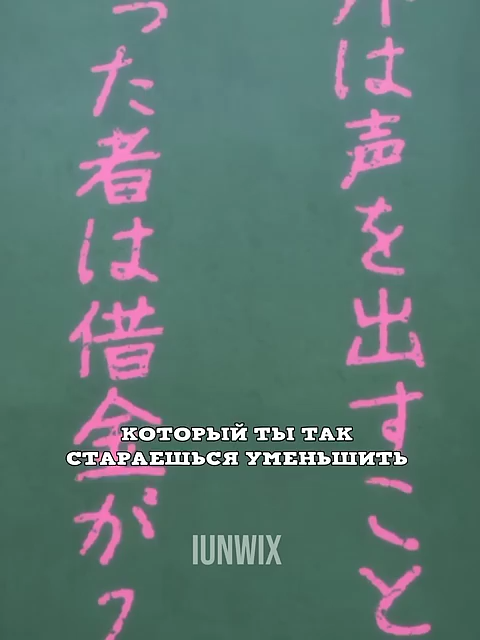 は声を出すこと
った者は借金が
КОТОРЫЙ ТЫ ТАК
СТАРАЕШЬСЯ УМЕНЬШИТЬ
IUNWIX